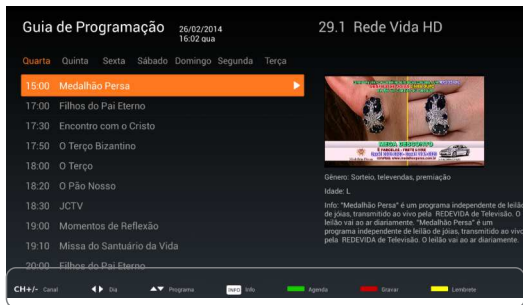 Guia de Programação
26/02/2014
16:02 qua
29.1 Rede Vida HD
Quarta Quinta Sexta Sábado Domingo Segunda Terça
15:00 Medalhão Persa
17:00 Filhos do Pai Eterno
17:30 Encontro com o Cristo
17:50 O Terço Bizantino
18:00 O Terço
18:20 O Pão Nosso
18:30 JCTV
19:00 Momentos de Reflexão
19:10 Missa do Santuário da Vida
20:00 Filhos do Pai Eterno
MEGA DESCONTO
Gênero: Sorteio, televendas, premiação
Idade: L
Info: "Medalhão Persa" é um programa independente de leilão
de jóias, transmitido ao vivo pela REDEVIDA de Televisão. O
leilão vai ao ar diariamente. "Medalhão Persa" é um
programa independente de leilão de jóias, transmitido ao vivo
pela REDEVIDA de Televisão. O leilão vai ao ar diariamente.
CH+/- Canal Dia Programa INFO Info Agenda Gravar Lembrete